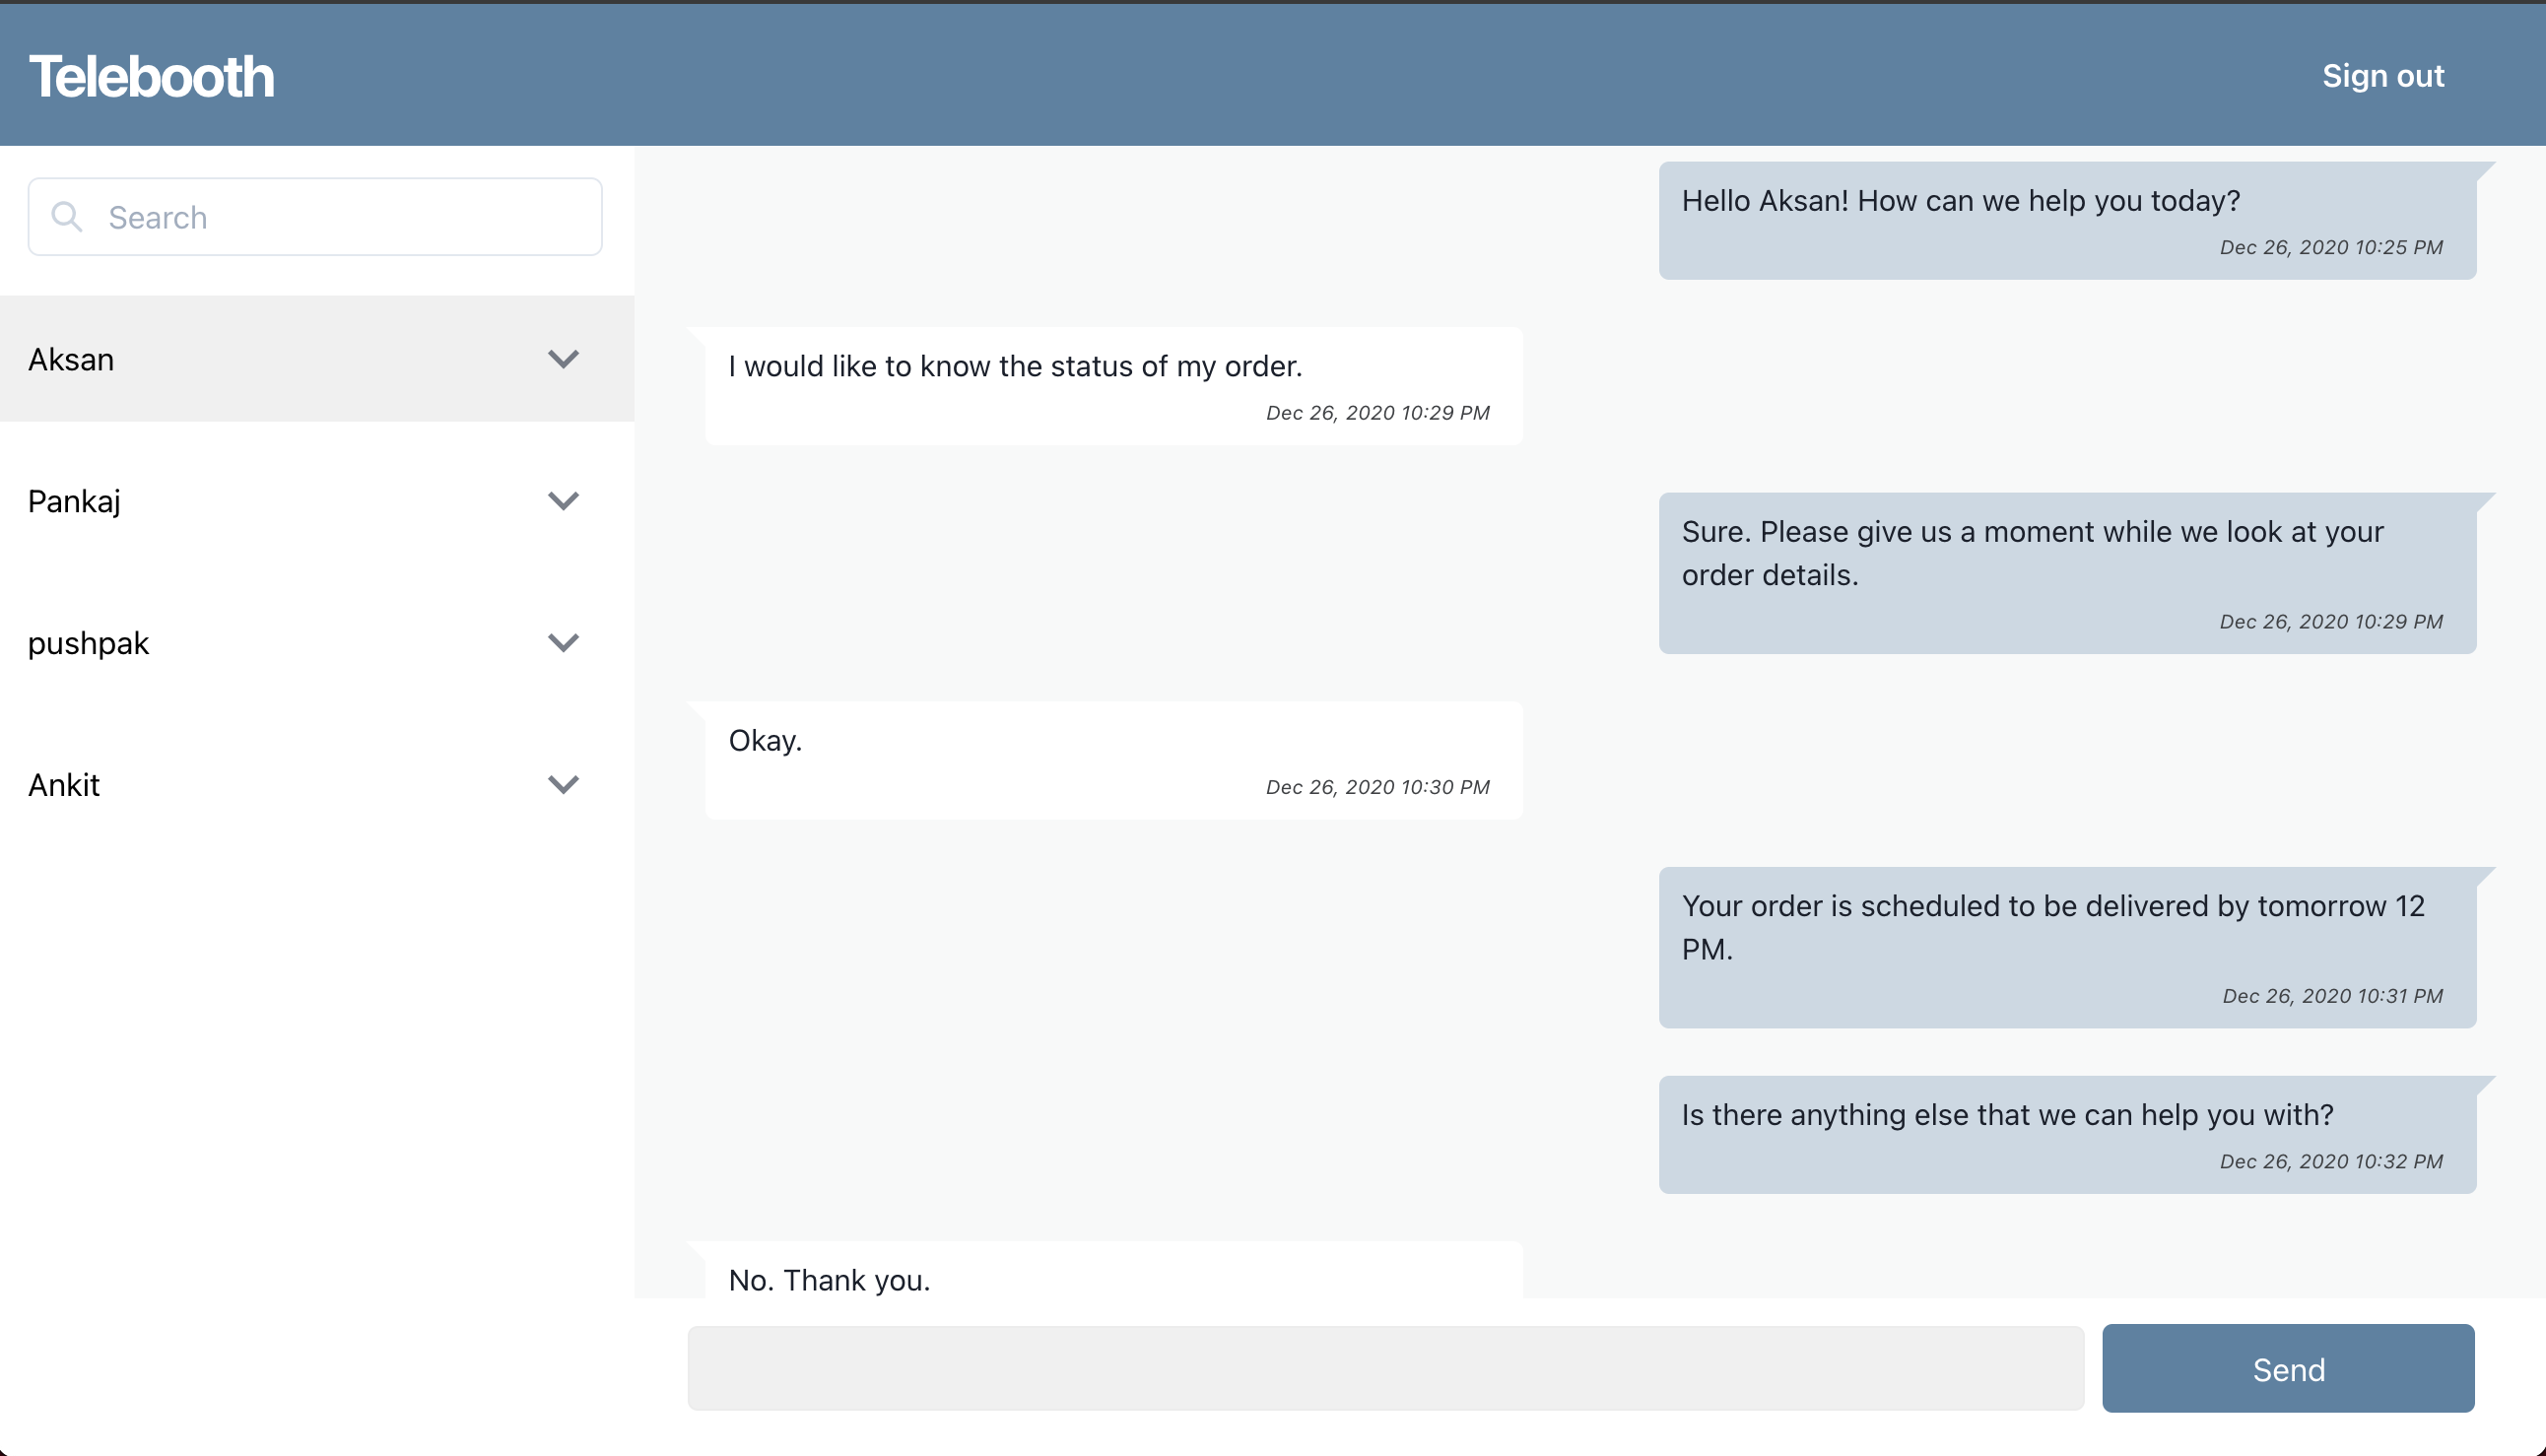 Telebooth
Sign out
Search
Aksan
Pankaj
pushpak
Ankit
Hello Aksan! How can we help you today?
Dec 26, 2020 10:25 PM
I would like to know the status of my order.
Dec 26, 2020 10:29 PM
Sure. Please give us a moment while we look at your
order details.
Dec 26, 2020 10:29 PM
Okay.
Dec 26, 2020 10:30 PM
Your order is scheduled to be delivered by tomorrow 12
PM.
Dec 26, 2020 10:31 PM
Is there anything else that we can help you with?
Dec 26, 2020 10:32 PM
No. Thank you.
Send